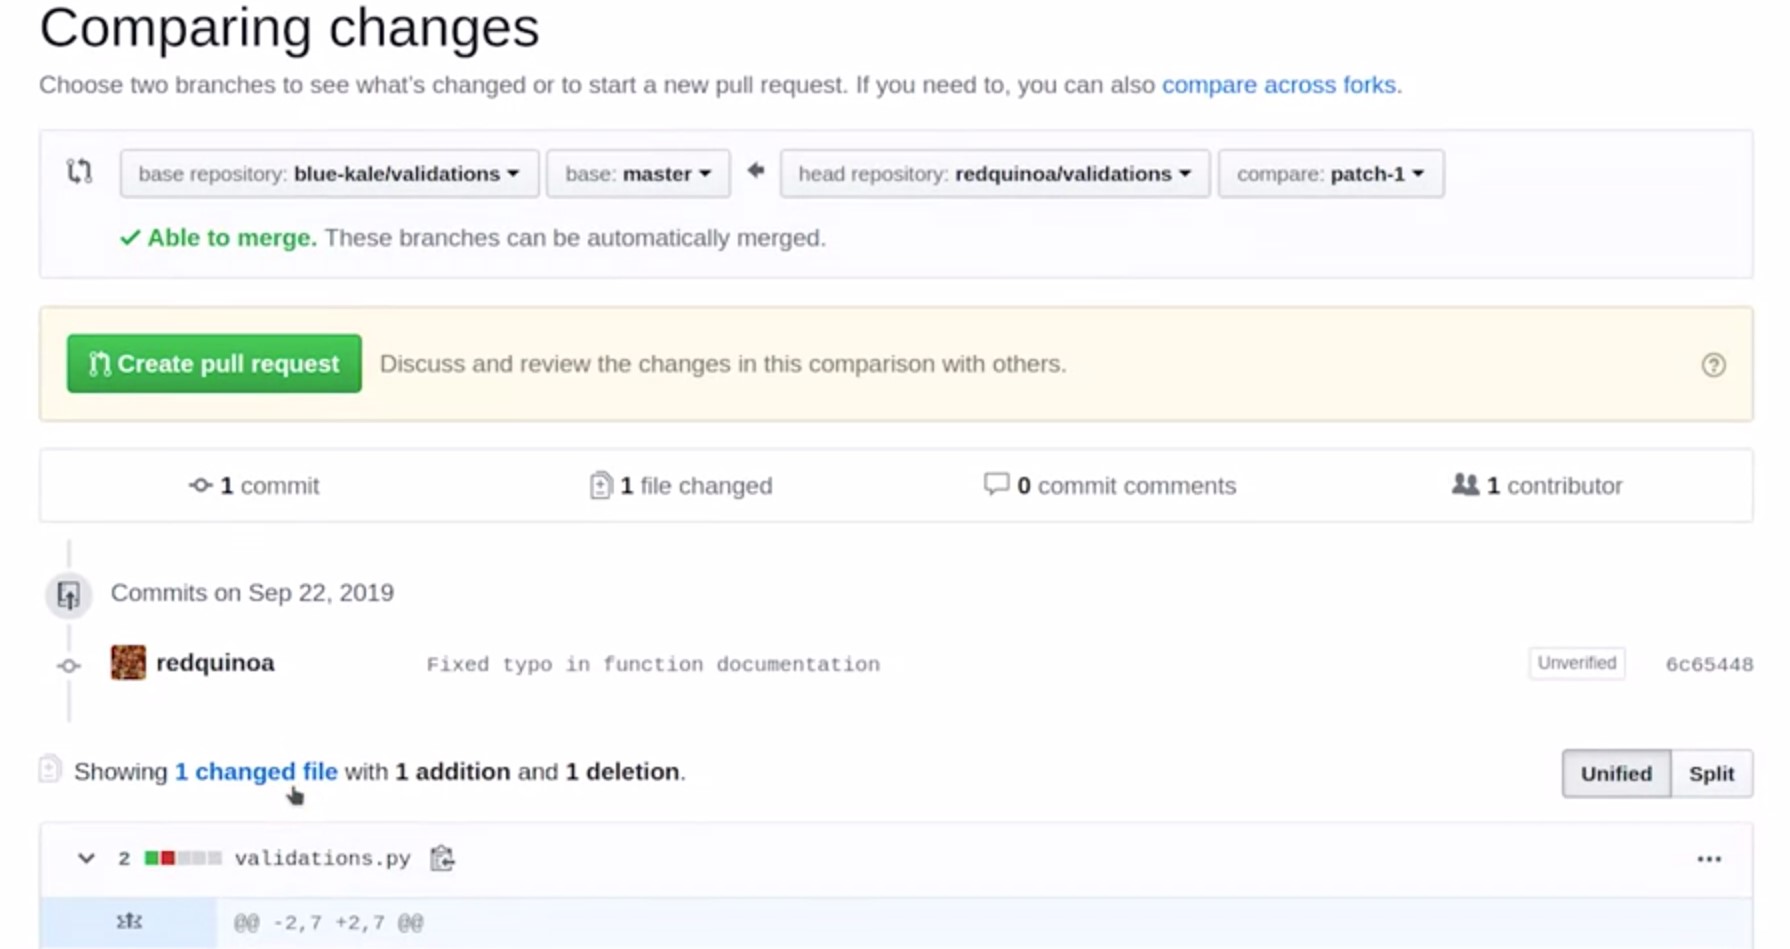 Comparing changes
Choose two branches to see what's changed or to start a new pull request. If you need to, you can also compare across forks.
base repository: blue-kale/validations base: master head repository: redquinoa/validations compare: patch-1
Able to merge. These branches can be automatically merged.
Create pull request Discuss and review the changes in this comparison with others.
1 commit 1 file changed 0 commit comments 1 contributor
Commits on Sep 22, 2019
redquinoa Fixed typo in function documentation Unverified 6c65448
Showing 1 changed file with 1 addition and 1 deletion. Unified Split
2 validations.py
@@ -2,7 +2,7 @@